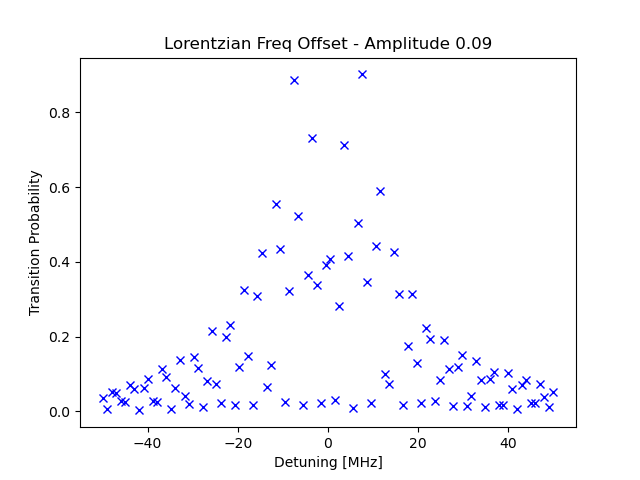 Lorentzian Freq Offset - Amplitude 0.09
Transition Probability
0.8
0.6
0.4
0.2
0.0
−40 −20 0 20 40
Detuning [MHz]